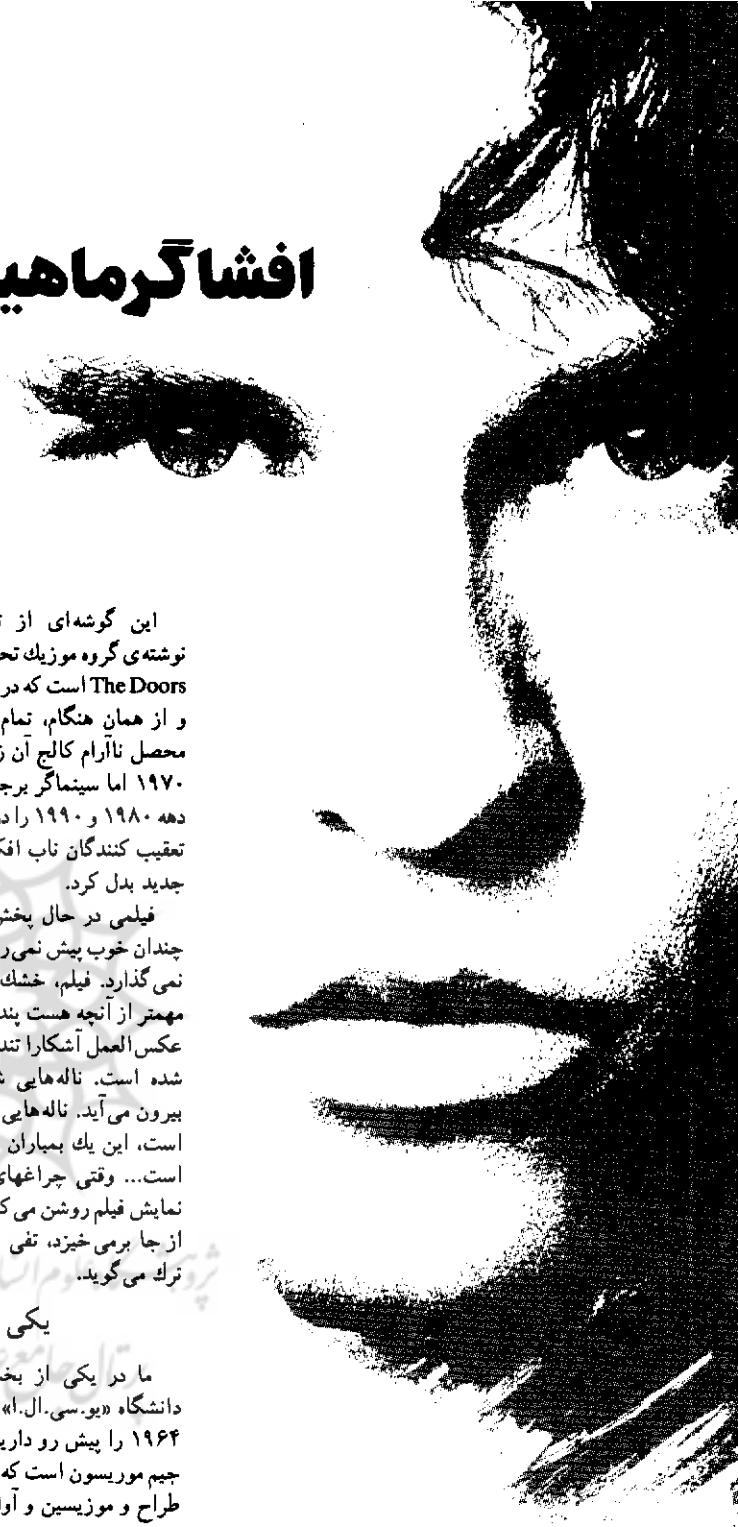 افشاگر ماهی
این گوشه‌ای از
نوشته‌ی گروه موزیك تح
The Doors است که در
و از همان هنگام، تمام
محصل ناآرام کالج آن ز
۱۹۷۰ اما سینماگر برج
دهه ۱۹۸۰ و ۱۹۹۰ را در
تعقیب کنندگان ناب افک
جدید بدل کرد.
فیلمی در حال پخش
چندان خوب پیش نمی‌ر
نمی‌گذارد. فیلم، خشك
مهمتر از آنچه هست پند
عکس‌العمل آشکارا تند
شده است. ناله‌هایی ش
بیرون می‌آید. ناله‌هایی
است، این یك بمباران
است... وقتی چراغهای
نمایش فیلم روشن می‌ک
از جا برمی‌خیزد، تفی
ترك می‌گوید.
یکی
ما در یکی از بخ
دانشگاه «یو.سی.ال.ا»
۱۹۶۴ را پیش رو داری
جیم موریسون است که
طراح و موزیسین و آوا